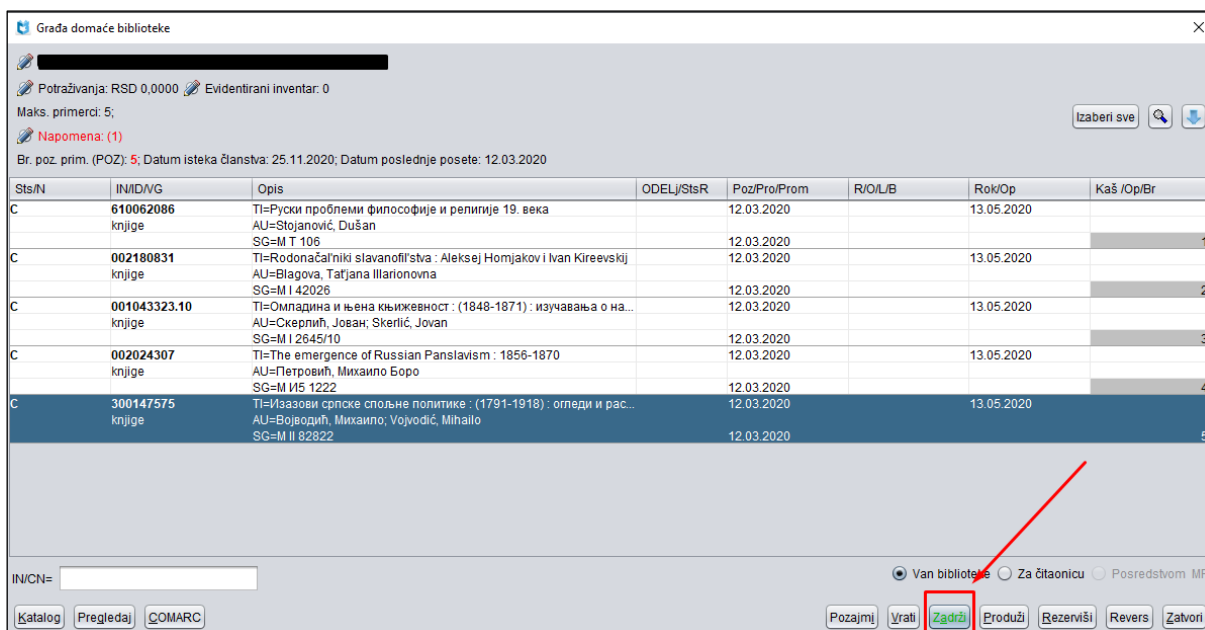 Građa domaće biblioteke
Potraživanja: RSD 0,0000 Evidentirani inventar: 0
Maks. primerci: 5;
Izaberi sve
Napomena: (1)
Br. poz. prim. (POZ): 5; Datum isteka članstva: 25.11.2020; Datum poslednje posete: 12.03.2020
Sts/N IN/ID/VG Opis ODELj/StsR Poz/Pro/Prom R/O/L/B Rok/Op Kaš /Op/Br
C 610062086 TI=Руски проблеми философије и религије 19. века 12.03.2020 13.05.2020
knjige AU=Stojanović, Dušan
SG=M T 106 12.03.2020 1
C 002180831 TI=Rodonačal'niki slavanofil'stva : Aleksej Homjakov i Ivan Kireevskij 12.03.2020 13.05.2020
knjige AU=Blagova, Tat'jana Illarionovna
SG=M I 42026 12.03.2020 2
C 001043323.10 TI=Омладина и њена књижевност : (1848-1871) : изучавања о на... 12.03.2020 13.05.2020
knjige AU=Скерлић, Јован; Skerlić, Jovan
SG=M I 2645/10 12.03.2020 3
C 002024307 TI=The emergence of Russian Panslavism : 1856-1870 12.03.2020 13.05.2020
knjige AU=Петровић, Михаило Боро
SG=M И5 1222 12.03.2020 4
C 300147575 TI=Изазови српске спољне политике : (1791-1918) : огледи и рас... 12.03.2020 13.05.2020
knjige AU=Војводић, Михаило; Vojvodić, Mihailo
SG=M II 82822 12.03.2020 5
IN/CN= Van biblioteke Za čitaonicu Posredstvom
Katalog Pregledaj COMARC Pozajmi Vrati Zadrži Produži Rezerviši Revers Zatvori